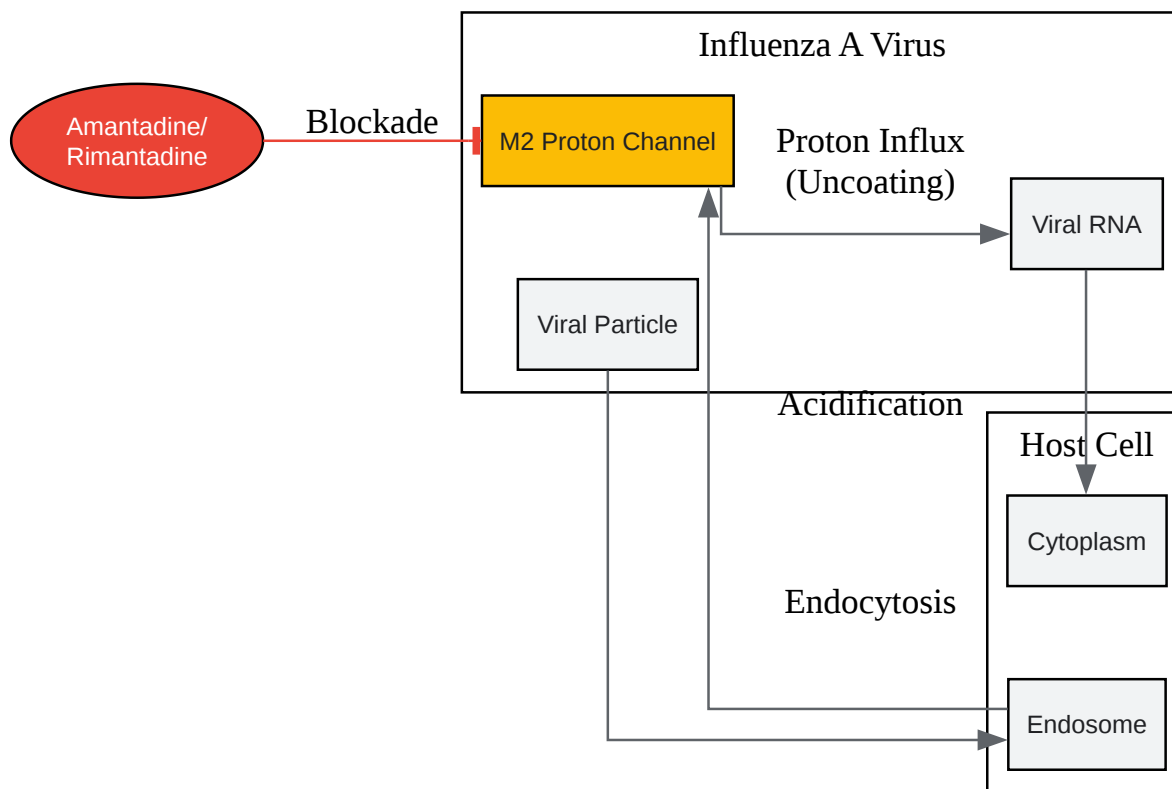 Influenza A Virus
Amantadine/
Rimantadine
Blockade
M2 Proton Channel
Proton Influx
(Uncoating)
Viral RNA
Viral Particle
Acidification
Host Cell
Cytoplasm
Endocytosis
Endosome